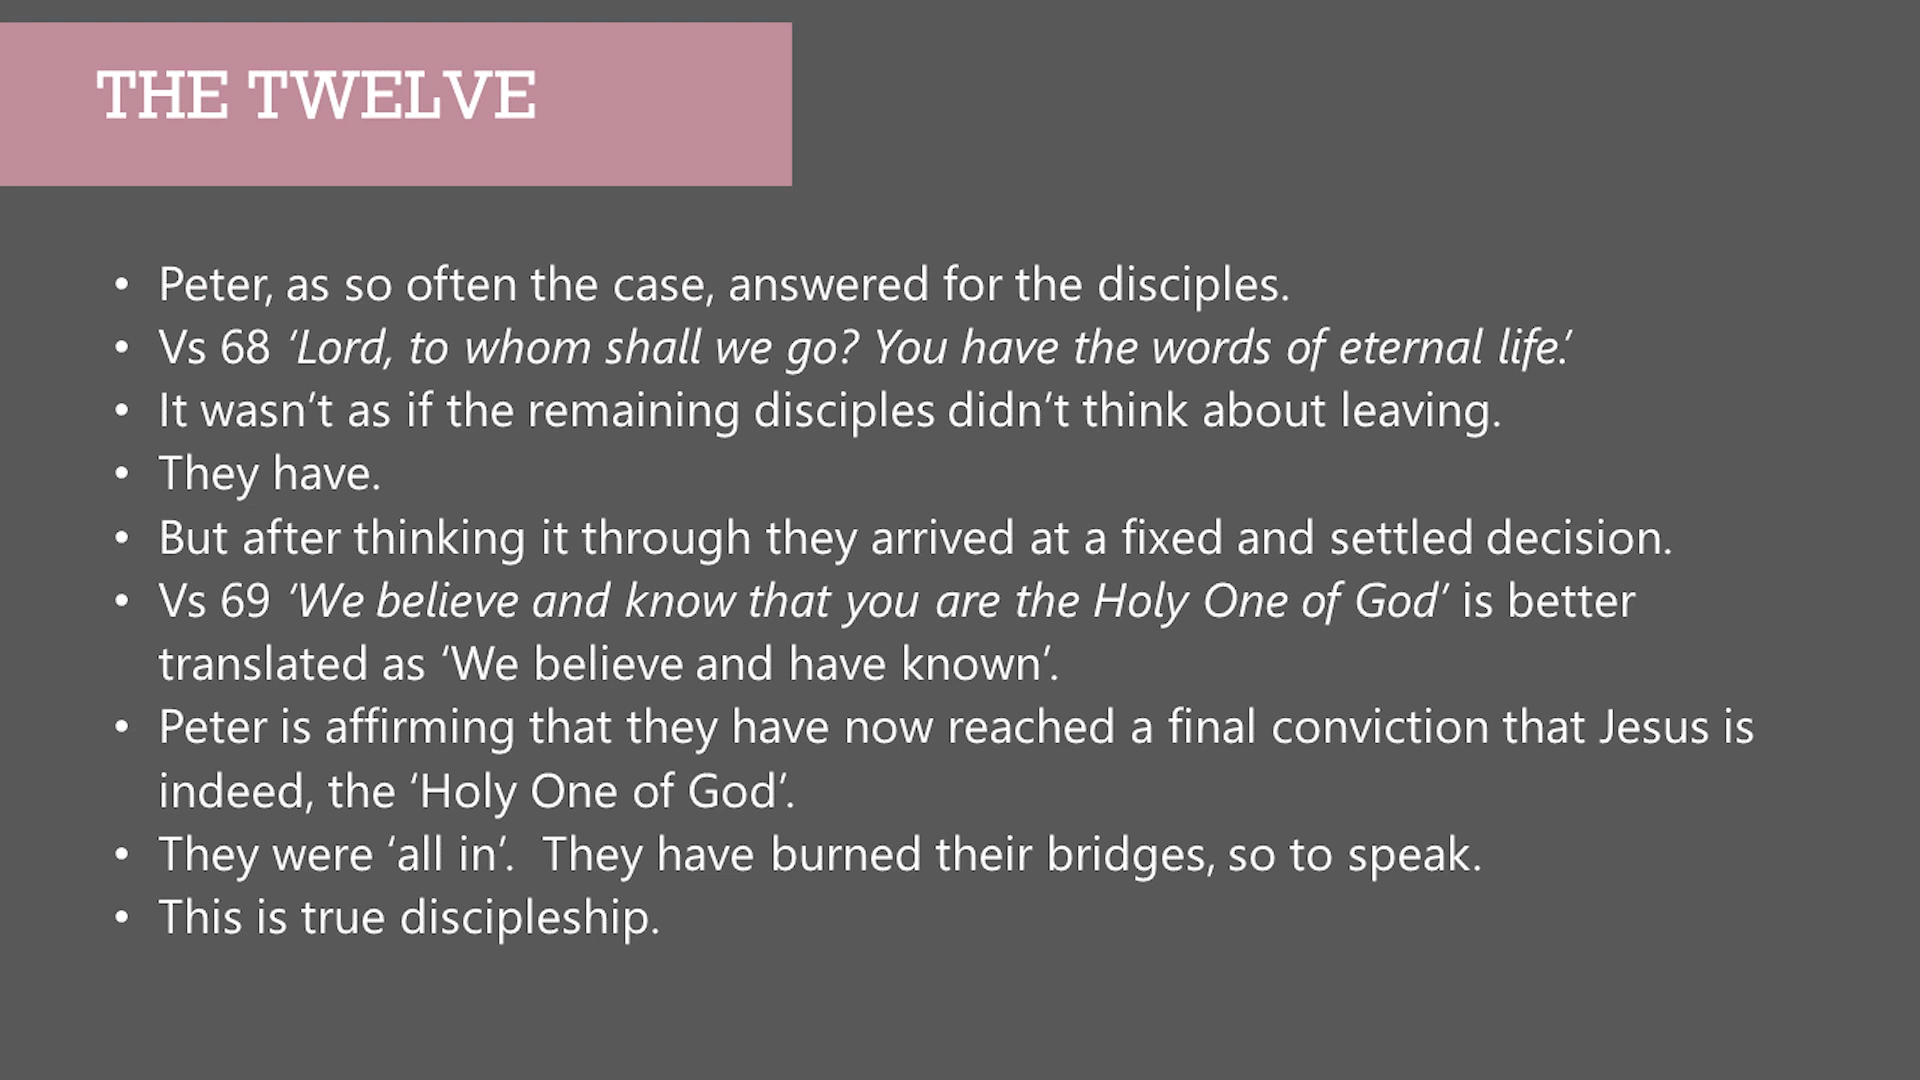 THE TWELVE
• Peter, as so often the case, answered for the disciples.
• Vs 68 ‘Lord, to whom shall we go? You have the words of eternal life.’
• It wasn’t as if the remaining disciples didn’t think about leaving.
• They have.
• But after thinking it through they arrived at a fixed and settled decision.
• Vs 69 ‘We believe and know that you are the Holy One of God’ is better
translated as ‘We believe and have known’.
• Peter is affirming that they have now reached a final conviction that Jesus is
indeed, the ‘Holy One of God’.
• They were ‘all in’.  They have burned their bridges, so to speak.
• This is true discipleship.